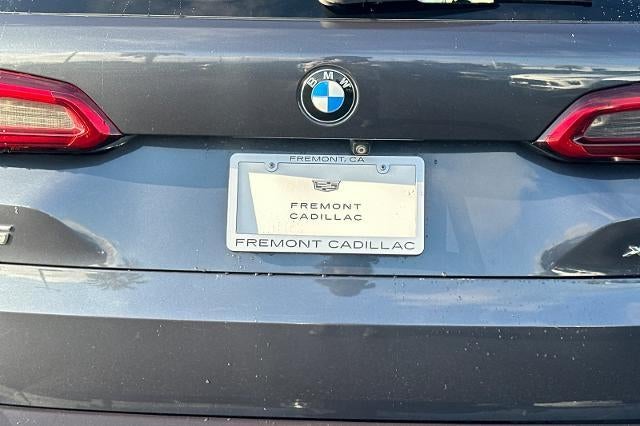 BMW
FREMONT, CA
FREMONT
CADILLAC
FREMONT CADILLAC